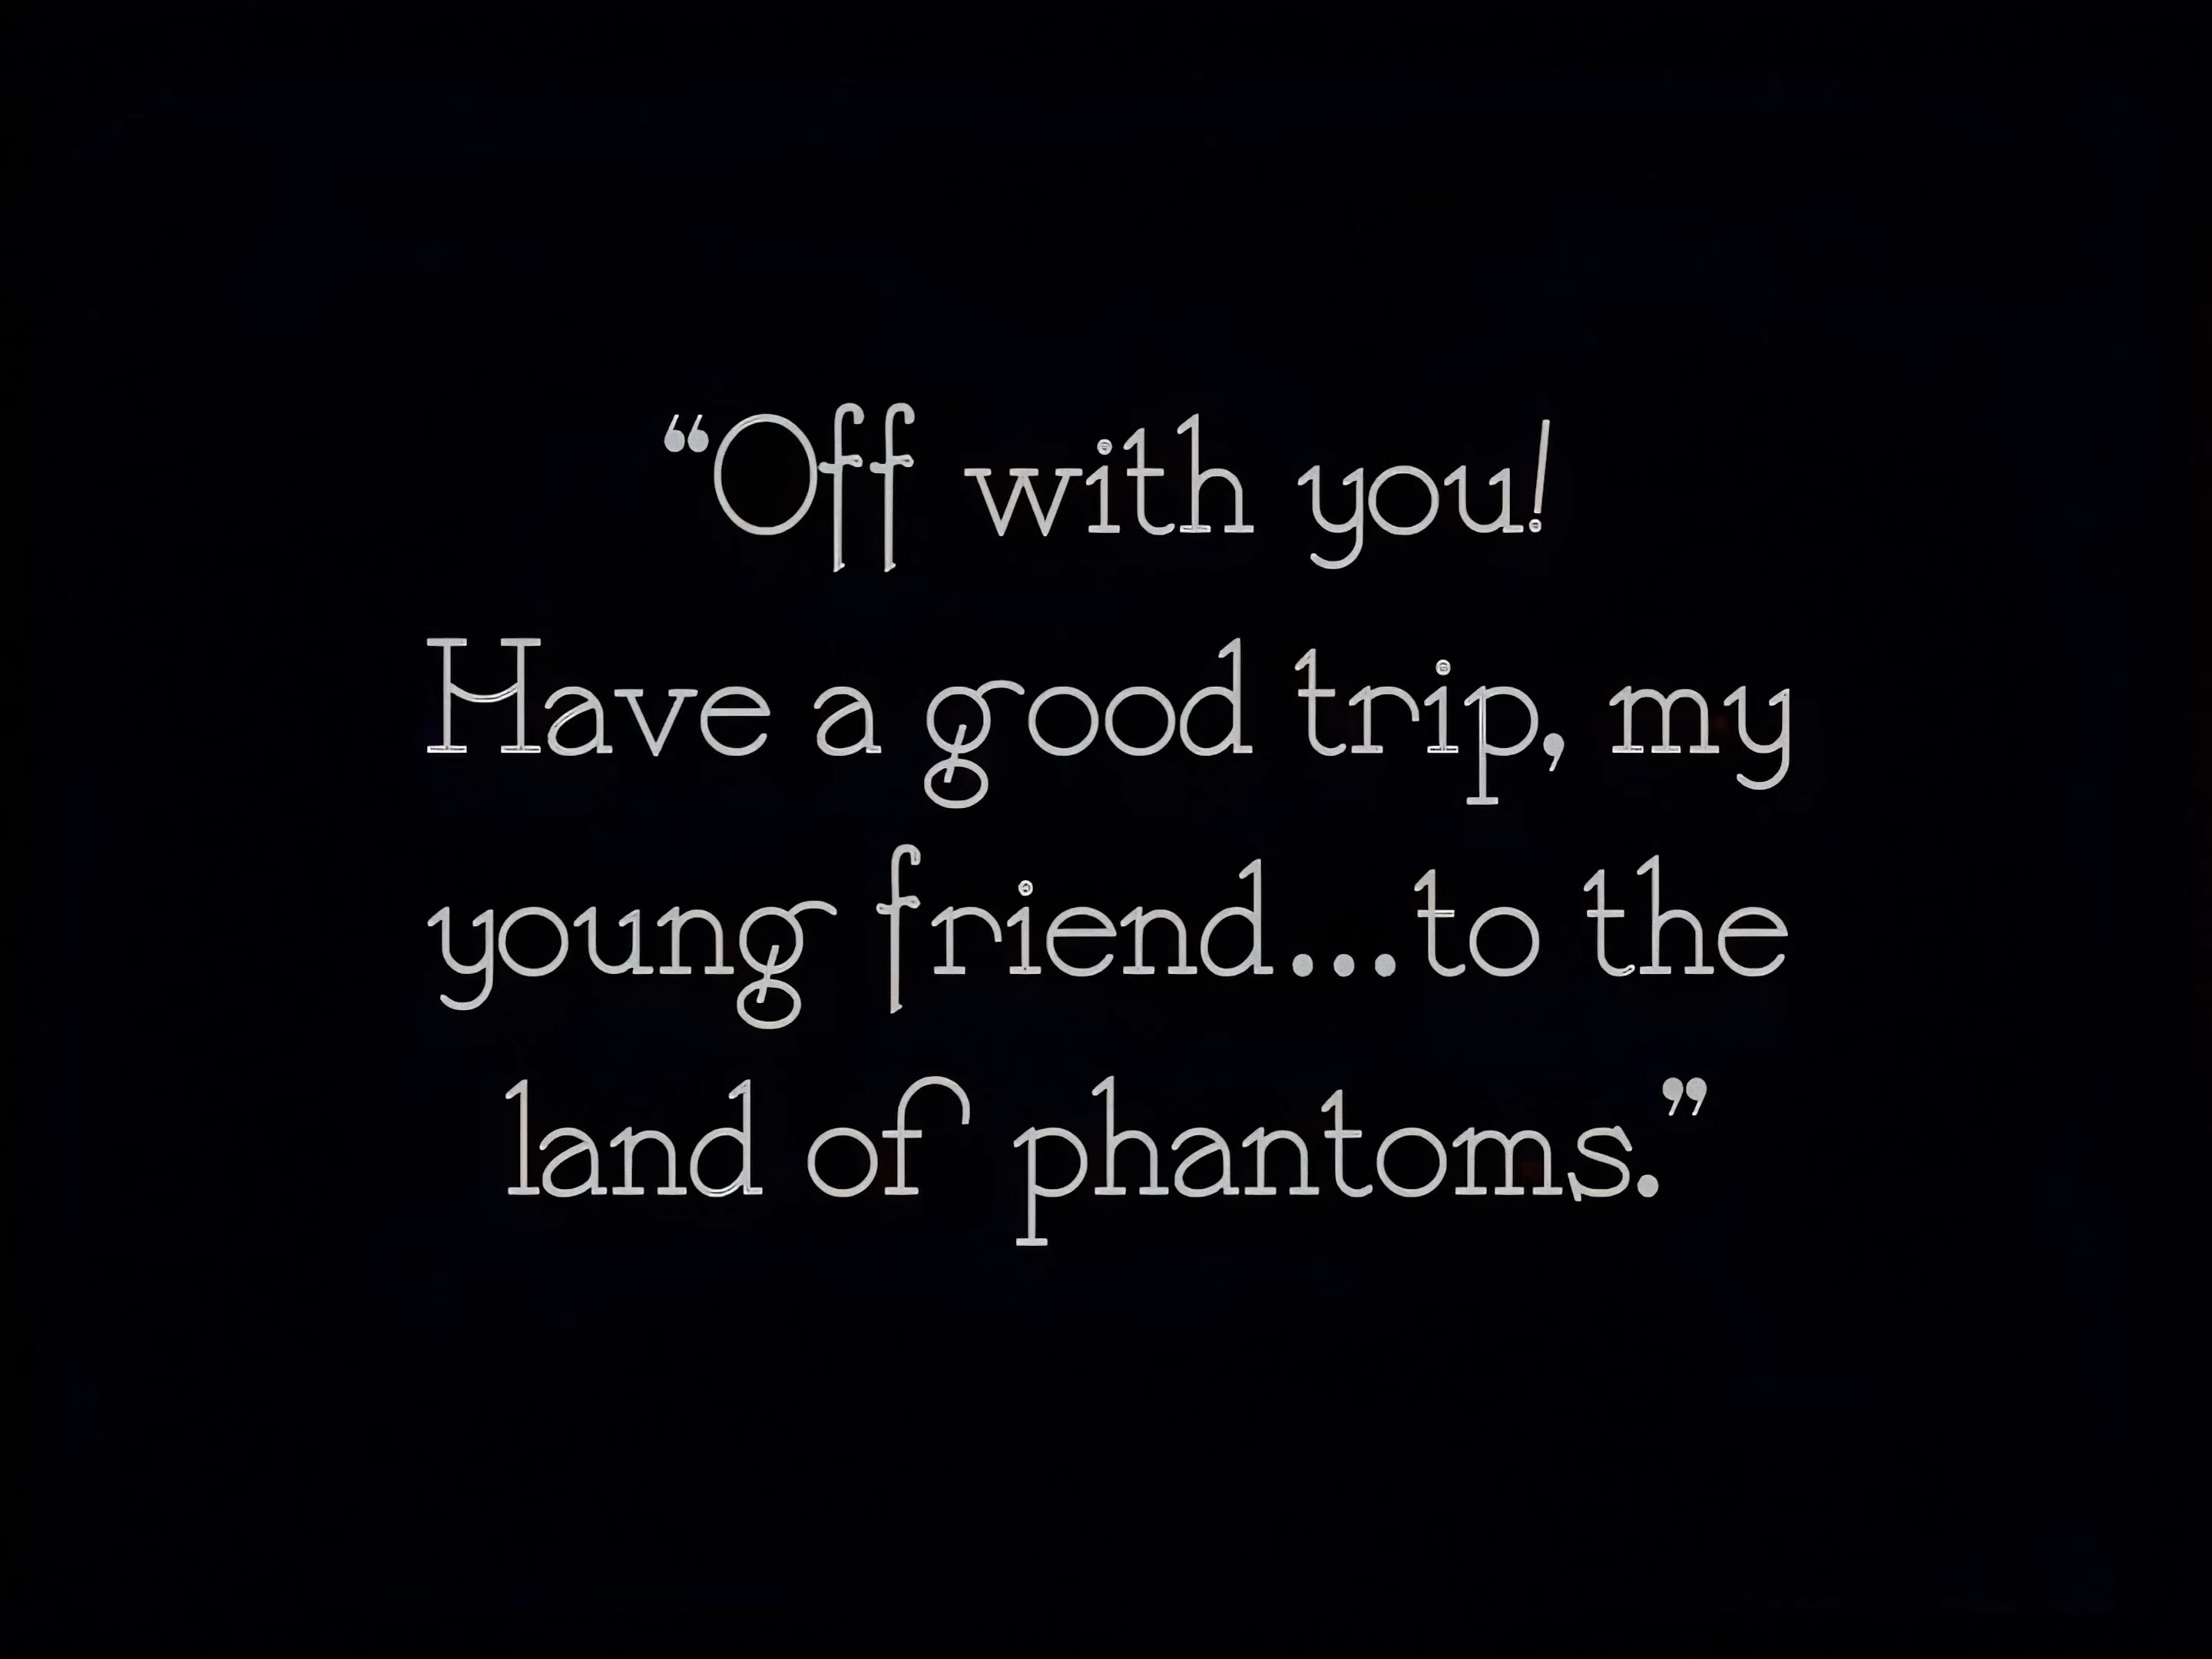 “Off with you!
Have a good trip, my
young friend...to the
land of phantoms.”